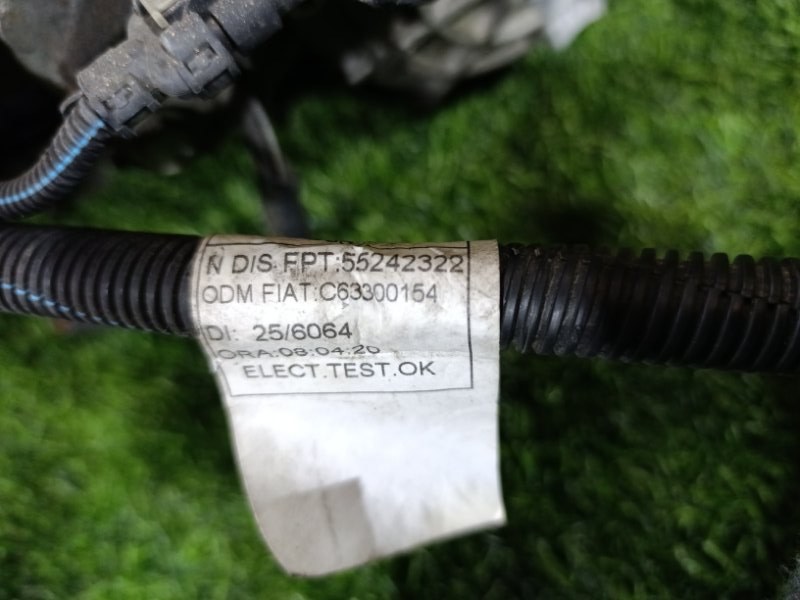 N DIS.FPT:55242322
ODM FIAT:C63300154
DI: 25/6064
ORA:08:04:20
ELECT.TEST.OK